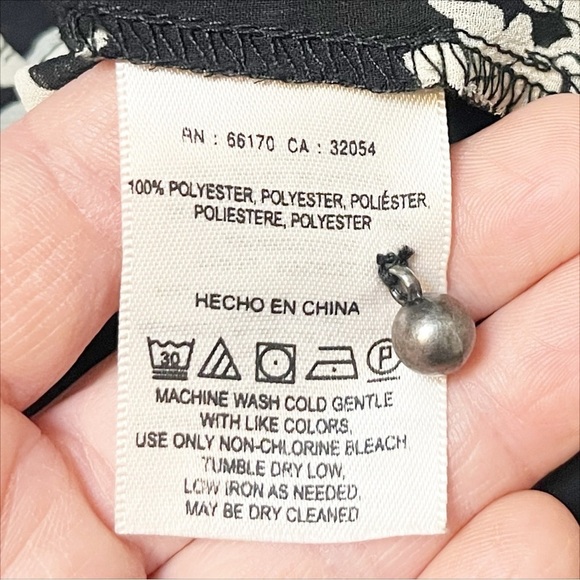 RN : 66170 CA : 32054
100% POLYESTER, POLYESTER, POLIÉSTER,
POLIESTERE, POLYESTER
HECHO EN CHINA
30 P
MACHINE WASH COLD GENTLE
WITH LIKE COLORS,
USE ONLY NON-CHLORINE BLEACH
TUMBLE DRY LOW,
LOW IRON AS NEEDED,
MAY BE DRY CLEANED